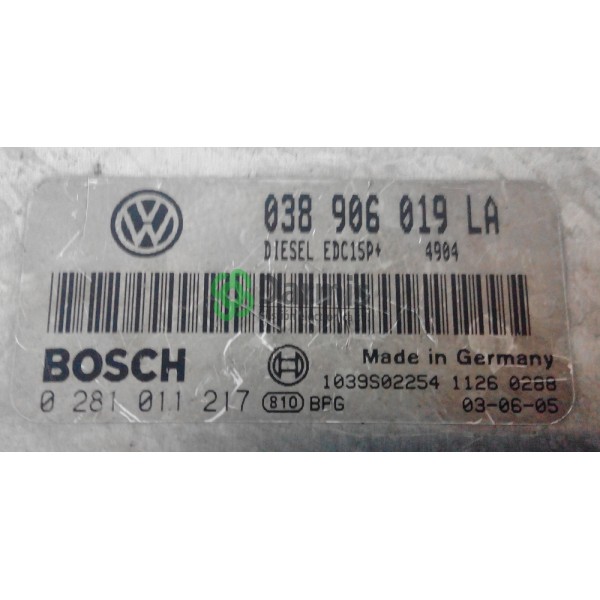 038 906 019 LA
DIESEL EDC15P+ 4904
BOSCH
Made in Germany
1039S02254 1126 0288
0 281 011 217 810 BPG 03-06-05